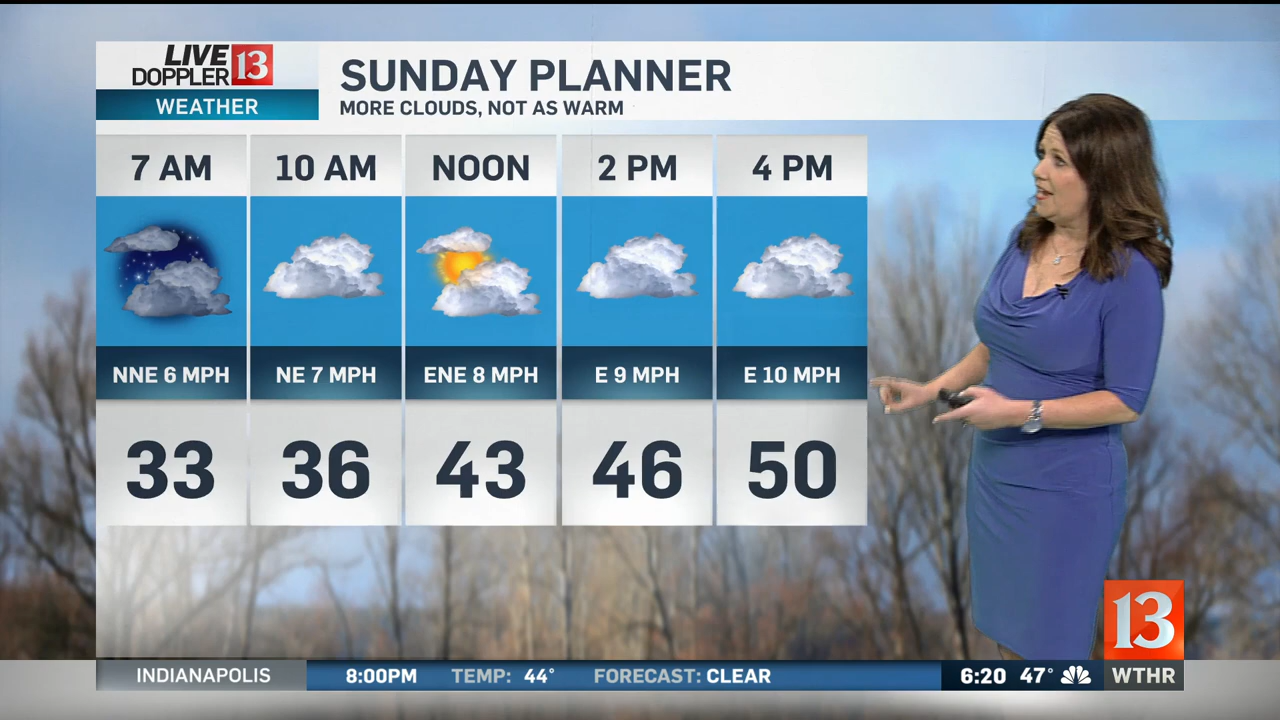 LIVE
DOPPLER 13
WEATHER
SUNDAY PLANNER
MORE CLOUDS, NOT AS WARM
7 AM 10 AM NOON 2 PM 4 PM
NNE 6 MPH NE 7 MPH ENE 8 MPH E 9 MPH E 10 MPH
33 36 43 46 50
13
INDIANAPOLIS 8:00PM TEMP: 44° FORECAST: CLEAR 6:20 47° WTHR